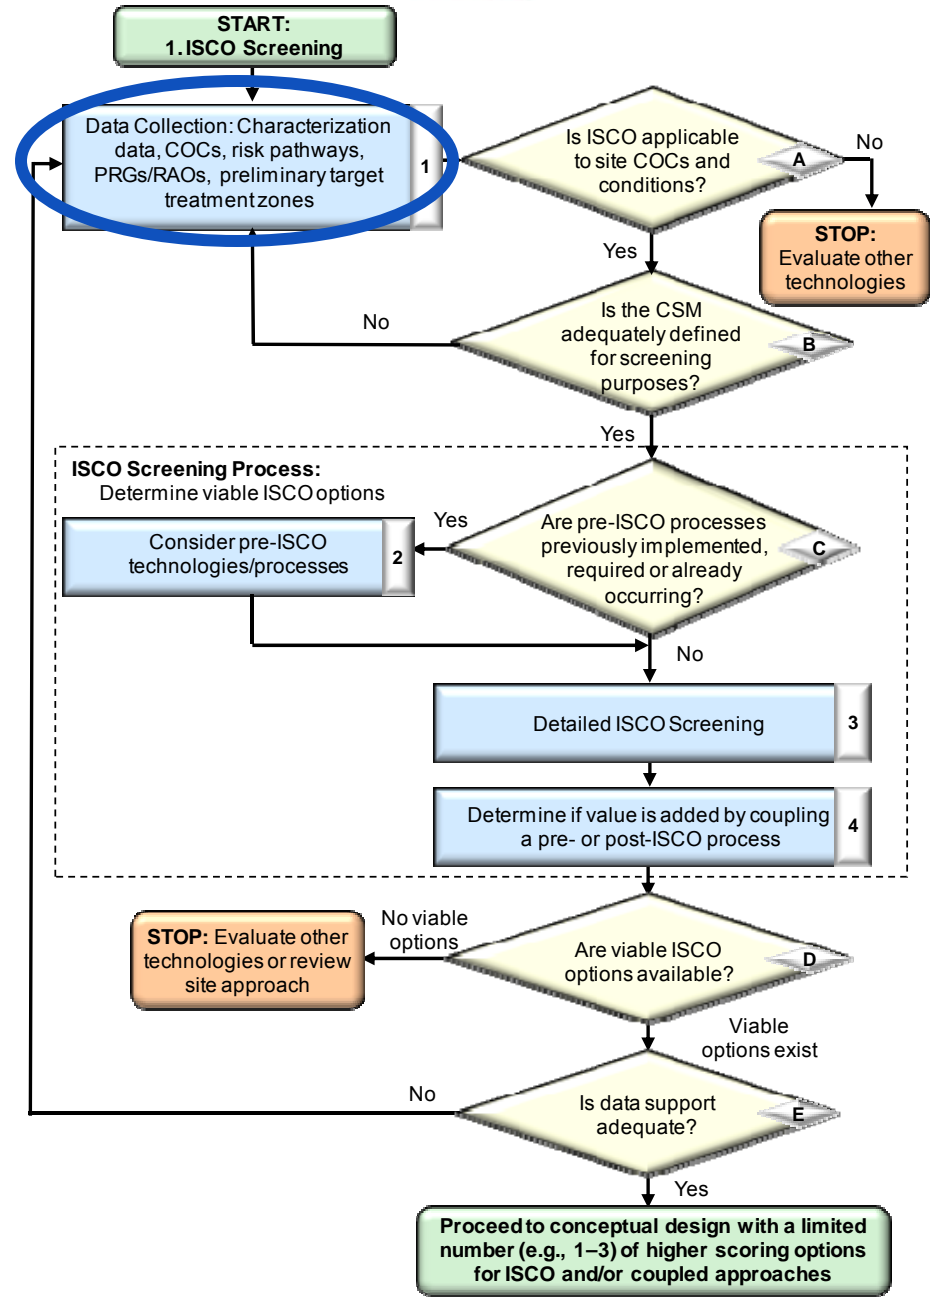 START:
1. ISCO Screening
Data Collection: Characterization
data, COCs, risk pathways,
PRGs/RAOs, preliminary target
treatment zones
1
Is ISCO applicable
to site COCs and
conditions?
A
No
STOP:
Evaluate other
technologies
Yes
Is the CSM
adequately defined
for screening
purposes?
B
No
Yes
ISCO Screening Process:
Determine viable ISCO options
Are pre-ISCO processes
previously implemented,
required or already
occurring?
C
Yes
Consider pre-ISCO
technologies/processes
2
No
Detailed ISCO Screening
3
Determine if value is added by coupling
a pre- or post-ISCO process
4
Are viable ISCO
options available?
D
No viable
options
STOP: Evaluate other
technologies or review
site approach
Viable
options exist
Is data support
adequate?
E
No
Yes
Proceed to conceptual design with a limited
number (e.g., 1–3) of higher scoring options
for ISCO and/or coupled approaches